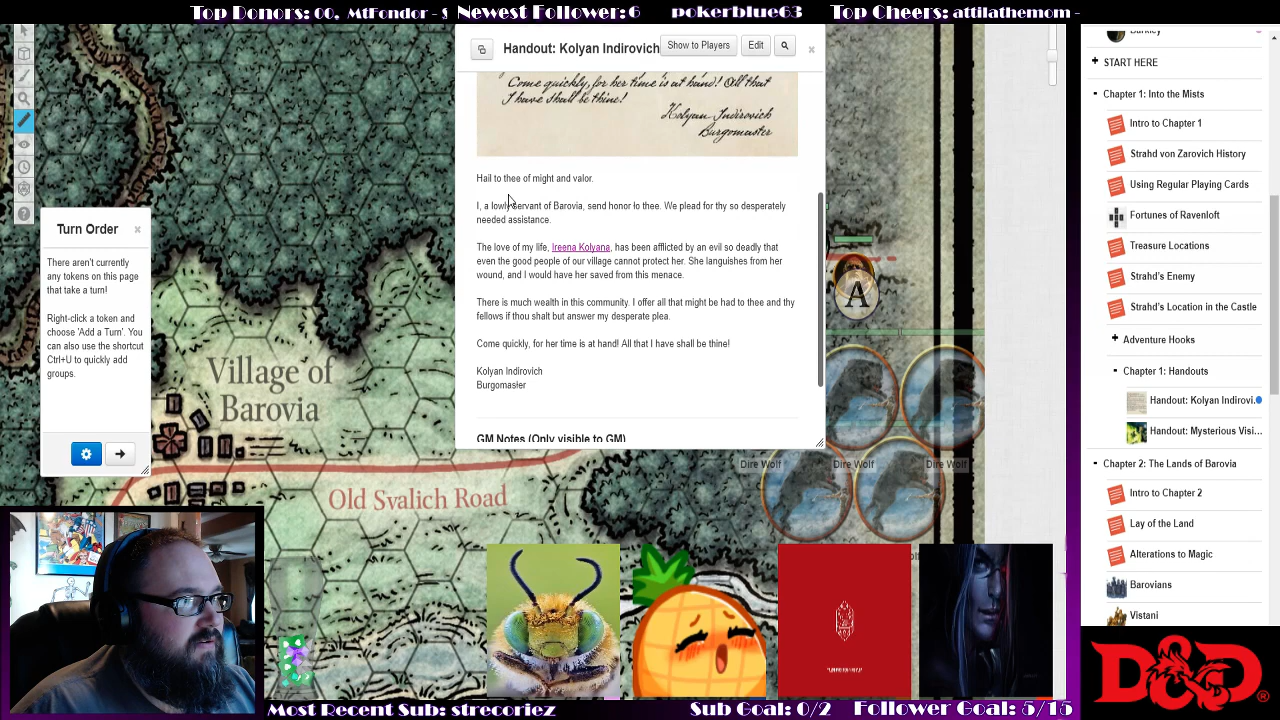 Top Donors: 00, MtFondor - $ Newest Follower: 6 pokerblue63 Top Cheers: attilathemom -
Handout: Kolyan Indirovich
Show to Players
Edit
×
Come quickly, for her time is at hand! All that
I have shall be thine!
Kolyan Indirovich
Burgomaster
Hail to thee of might and valor.
I, a lowly servant of Barovia, send honor to thee. We plead for thy so desperately
needed assistance.
The love of my life, Ireena Kolyana, has been afflicted by an evil so deadly that
even the good people of our village cannot protect her. She languishes from her
wound, and I would have her saved from this menace.
There is much wealth in this community. I offer all that might be had to thee and thy
fellows if thou shalt but answer my desperate plea.
Come quickly, for her time is at hand! All that I have shall be thine!
Kolyan Indirovich
Burgomaster
GM Notes (Only visible to GM)
Turn Order
×
There aren't currently
any tokens on this page
that take a turn!
Right-click a token and
choose 'Add a Turn'. You
can also use the shortcut
Ctrl+U to quickly add
groups.
Village of
Barovia
Old Svalich Road
A
Dire Wolf
Dire Wolf
Dire Wolf
START HERE
Chapter 1: Into the Mists
Intro to Chapter 1
Strahd von Zarovich History
Using Regular Playing Cards
Fortunes of Ravenloft
Treasure Locations
Strahd's Enemy
Strahd's Location in the Castle
Adventure Hooks
Chapter 1: Handouts
Handout: Kolyan Indirovi...
Handout: Mysterious Visi...
Chapter 2: The Lands of Barovia
Intro to Chapter 2
Lay of the Land
Alterations to Magic
Barovians
Vistani
D&D
Most Recent Sub: strecoriez
Sub Goal: 0/2 Follower Goal: 5/15